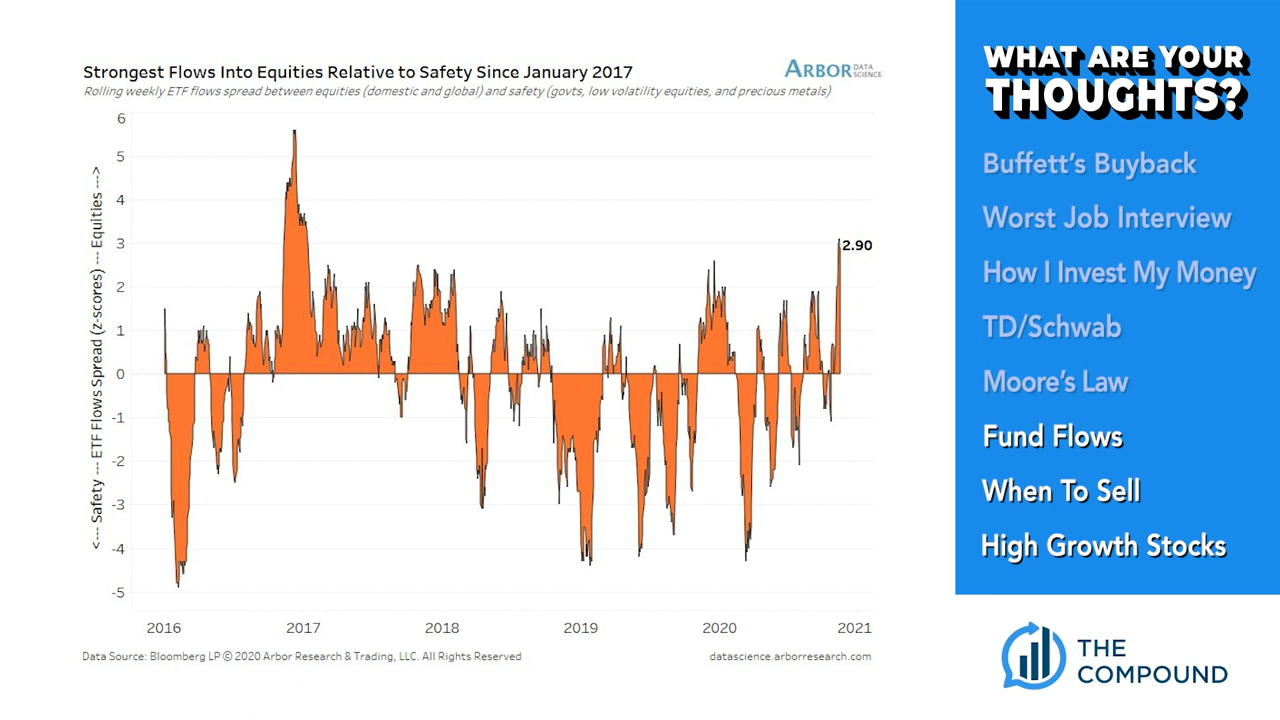 Strongest Flows Into Equities Relative to Safety Since January 2017
Rolling weekly ETF flows spread between equities (domestic and global) and safety (govts, low volatility equities, and precious metals)
ARBOR DATA SCIENCE
<--- Safety --- ETF Flows Spread (z-scores) --- Equities --->
6
5
4
3
2
1
0
-1
-2
-3
-4
-5
2.90
2016 2017 2018 2019 2020 2021
Data Source: Bloomberg LP © 2020 Arbor Research & Trading, LLC. All Rights Reserved
datascience.arborresearch.com
WHAT ARE YOUR
THOUGHTS?
Buffett's Buyback
Worst Job Interview
How I Invest My Money
TD/Schwab
Moore's Law
Fund Flows
When To Sell
High Growth Stocks
THE
COMPOUND